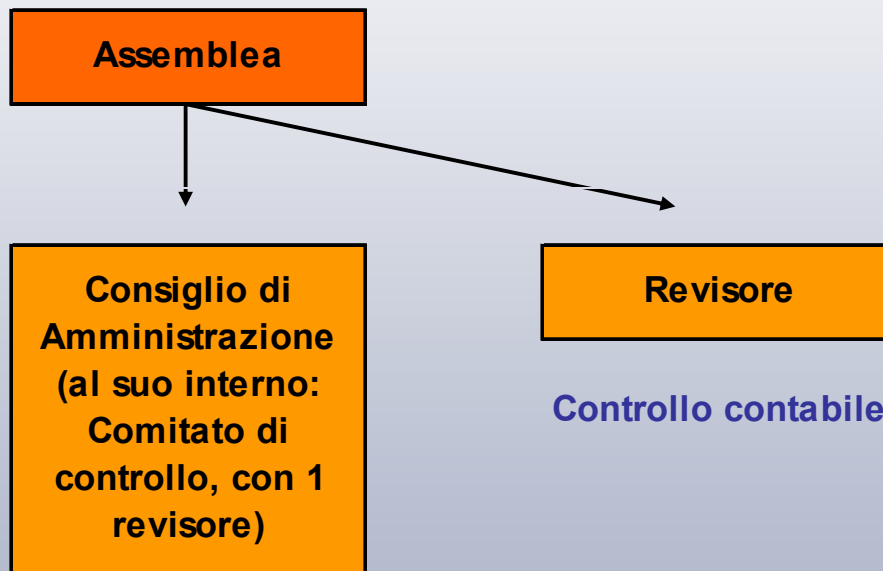 Assemblea
Consiglio di
Amministrazione
(al suo interno:
Comitato di
controllo, con 1
revisore)
Revisore
Controllo contabile